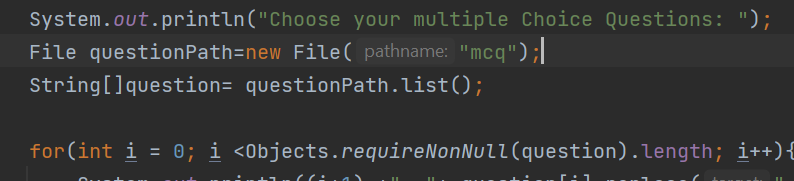 System.out.println("Choose your multiple Choice Questions: ");
File questionPath=new File( pathname: "mcq");
String[]question= questionPath.list();
for(int i = 0; i <Objects.requireNonNull(question).length; i++){